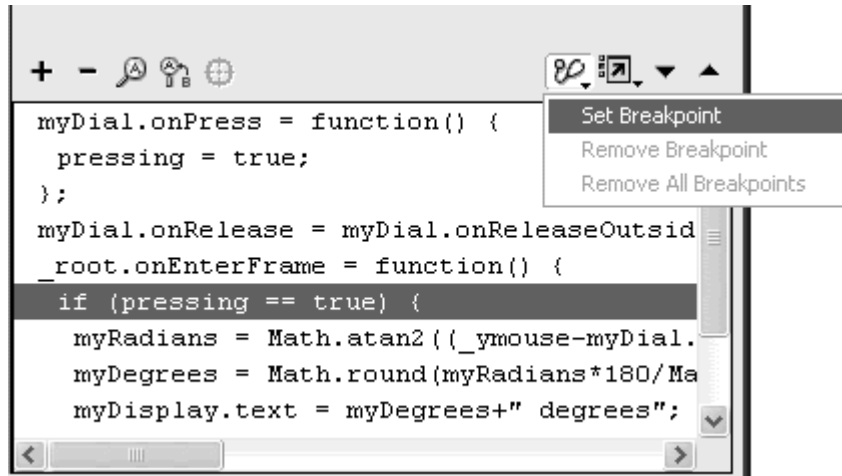 Set Breakpoint
Remove Breakpoint
Remove All Breakpoints
myDial.onPress = function() {
pressing = true;
};
myDial.onRelease = myDial.onReleaseOutsid
_root.onEnterFrame = function() {
if (pressing == true) {
myRadians = Math.atan2((_ymouse-myDial.
myDegrees = Math.round(myRadians*180/Ma
myDisplay.text = myDegrees+" degrees";